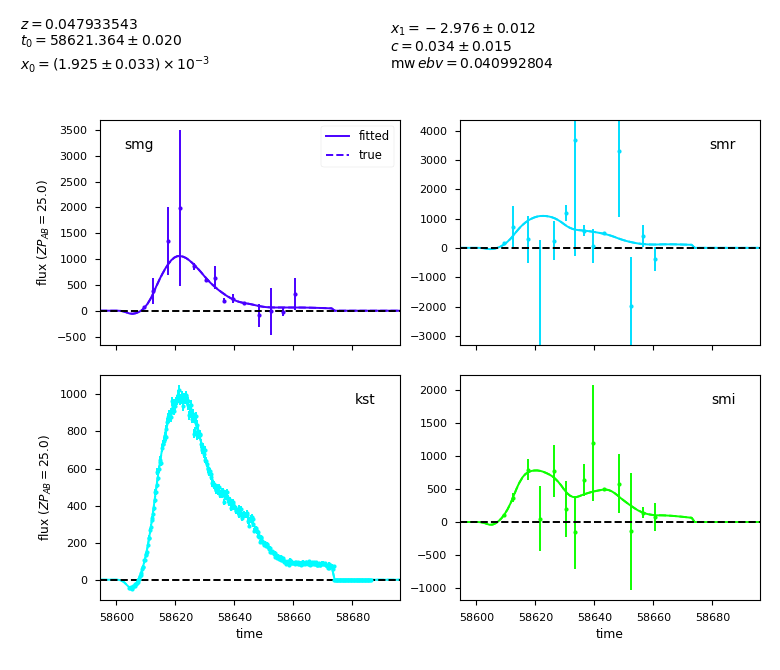 z = 0.047933543
t₀ = 58621.364 ± 0.020
x₀ = (1.925 ± 0.033) × 10⁻³
x₁ = −2.976 ± 0.012
c = 0.034 ± 0.015
mw ebv = 0.040992804
smg
fitted
true
3500
3000
2500
2000
1500
1000
500
0
−500
flux (ZP_AB = 25.0)
smr
4000
3000
2000
1000
0
−1000
−2000
−3000
kst
1000
800
600
400
200
0
flux (ZP_AB = 25.0)
58600 58620 58640 58660 58680
time
smi
2000
1500
1000
500
0
−500
−1000
58600 58620 58640 58660 58680
time